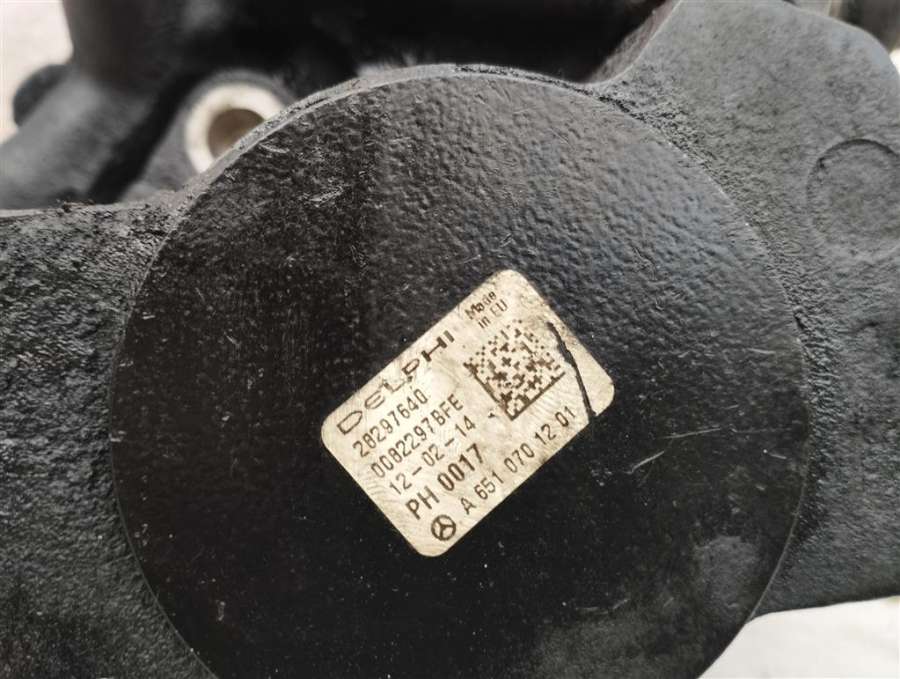 DELPHI
Made
in EU
28297640
0082297BFE
12-02-14
PH 0017
A 651 070 12 01